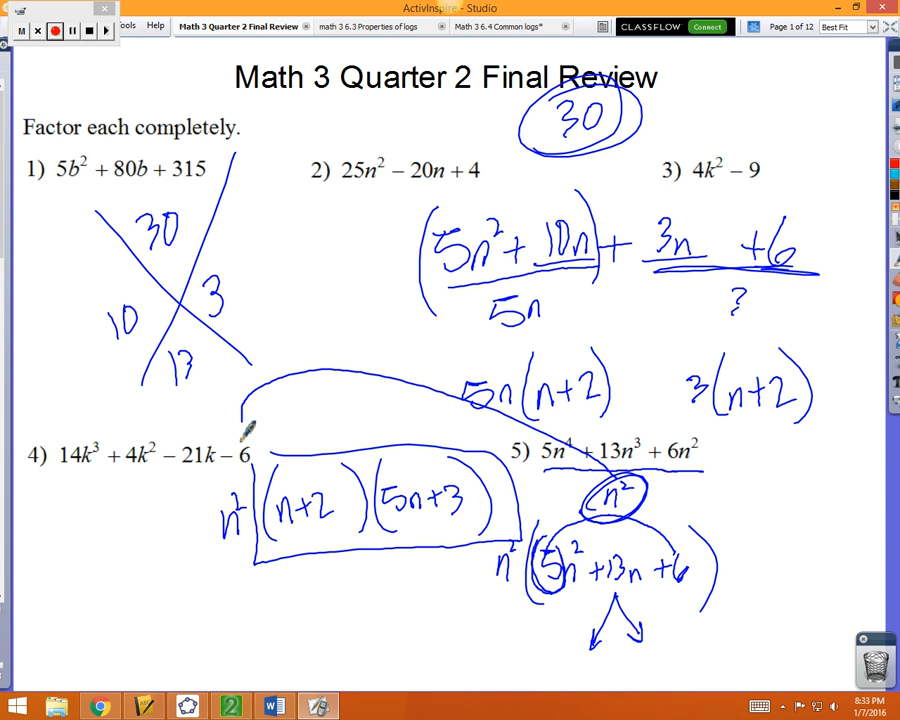 ActivInspire - Studio
Tools Help
Math 3 Quarter 2 Final Review
math 3 6.3 Properties of logs
Math 3 6.4 Common logs*
CLASSFLOW Connect
Page 1 of 12
Best Fit
M
Math 3 Quarter 2 Final Review
30
Factor each completely.
1) 5b² + 80b + 315
2) 25n² − 20n + 4
3) 4k² − 9
30
10 3
13
(5n² + 10n) + 3n + 6
5n ?
5n(n+2) 3(n+2)
4) 14k³ + 4k² − 21k − 6
5) 5n⁴ + 13n³ + 6n²
n²
n² (n+2)(5n+3)
n² (5n² + 13n + 6)
8:33 PM
1/7/2016